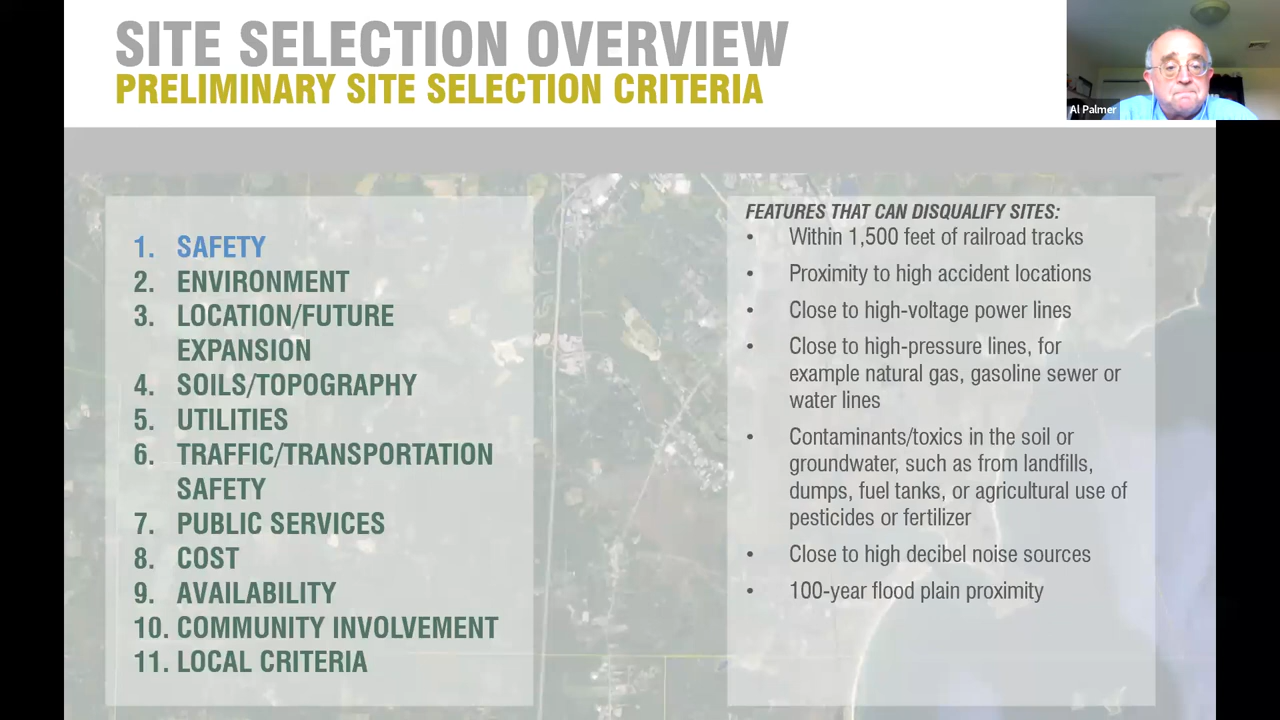 SITE SELECTION OVERVIEW
PRELIMINARY SITE SELECTION CRITERIA
Al Palmer
1. SAFETY
2. ENVIRONMENT
3. LOCATION/FUTURE
EXPANSION
4. SOILS/TOPOGRAPHY
5. UTILITIES
6. TRAFFIC/TRANSPORTATION
SAFETY
7. PUBLIC SERVICES
8. COST
9. AVAILABILITY
10. COMMUNITY INVOLVEMENT
11. LOCAL CRITERIA
FEATURES THAT CAN DISQUALIFY SITES:
• Within 1,500 feet of railroad tracks
• Proximity to high accident locations
• Close to high-voltage power lines
• Close to high-pressure lines, for
example natural gas, gasoline sewer or
water lines
• Contaminants/toxics in the soil or
groundwater, such as from landfills,
dumps, fuel tanks, or agricultural use of
pesticides or fertilizer
• Close to high decibel noise sources
• 100-year flood plain proximity